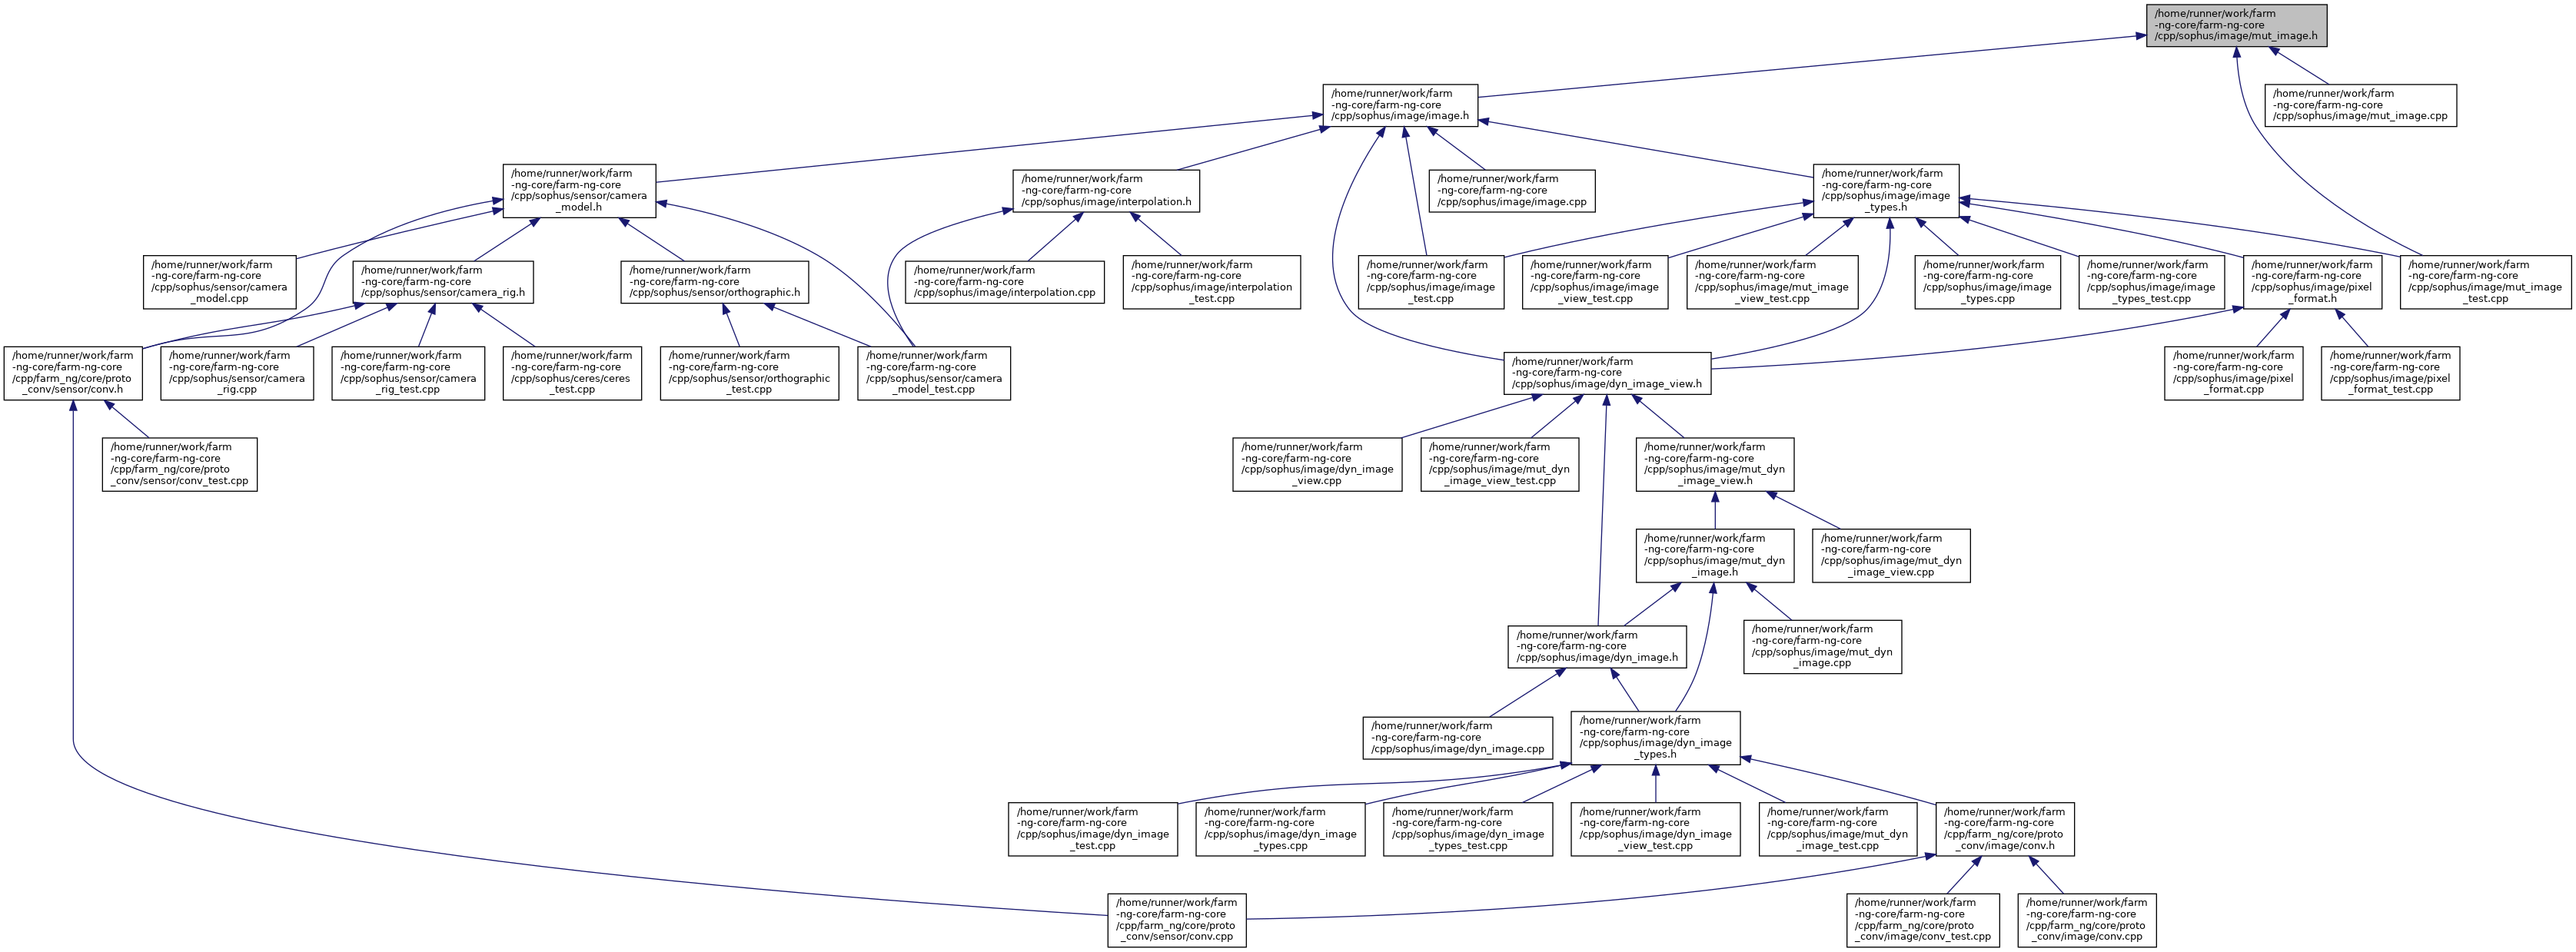 /home/runner/work/farm
-ng-core/farm-ng-core
/cpp/sophus/image/mut_image.h
/home/runner/work/farm
-ng-core/farm-ng-core
/cpp/sophus/image/image.h
/home/runner/work/farm
-ng-core/farm-ng-core
/cpp/sophus/image/mut_image.cpp
/home/runner/work/farm
-ng-core/farm-ng-core
/cpp/sophus/sensor/camera
_model.h
/home/runner/work/farm
-ng-core/farm-ng-core
/cpp/sophus/image/interpolation.h
/home/runner/work/farm
-ng-core/farm-ng-core
/cpp/sophus/image/image.cpp
/home/runner/work/farm
-ng-core/farm-ng-core
/cpp/sophus/image/image
_types.h
/home/runner/work/farm
-ng-core/farm-ng-core
/cpp/sophus/sensor/camera
_model.cpp
/home/runner/work/farm
-ng-core/farm-ng-core
/cpp/sophus/sensor/camera_rig.h
/home/runner/work/farm
-ng-core/farm-ng-core
/cpp/sophus/sensor/orthographic.h
/home/runner/work/farm
-ng-core/farm-ng-core
/cpp/sophus/image/interpolation.cpp
/home/runner/work/farm
-ng-core/farm-ng-core
/cpp/sophus/image/interpolation
_test.cpp
/home/runner/work/farm
-ng-core/farm-ng-core
/cpp/sophus/image/image
_test.cpp
/home/runner/work/farm
-ng-core/farm-ng-core
/cpp/sophus/image/image
_view_test.cpp
/home/runner/work/farm
-ng-core/farm-ng-core
/cpp/sophus/image/mut_image
_view_test.cpp
/home/runner/work/farm
-ng-core/farm-ng-core
/cpp/sophus/image/image
_types.cpp
/home/runner/work/farm
-ng-core/farm-ng-core
/cpp/sophus/image/image
_types_test.cpp
/home/runner/work/farm
-ng-core/farm-ng-core
/cpp/sophus/image/pixel
_format.h
/home/runner/work/farm
-ng-core/farm-ng-core
/cpp/sophus/image/mut_image
_test.cpp
/home/runner/work/farm
-ng-core/farm-ng-core
/cpp/farm_ng/core/proto
_conv/sensor/conv.h
/home/runner/work/farm
-ng-core/farm-ng-core
/cpp/sophus/sensor/camera
_rig.cpp
/home/runner/work/farm
-ng-core/farm-ng-core
/cpp/sophus/sensor/camera
_rig_test.cpp
/home/runner/work/farm
-ng-core/farm-ng-core
/cpp/sophus/ceres/ceres
_test.cpp
/home/runner/work/farm
-ng-core/farm-ng-core
/cpp/sophus/sensor/orthographic
_test.cpp
/home/runner/work/farm
-ng-core/farm-ng-core
/cpp/sophus/sensor/camera
_model_test.cpp
/home/runner/work/farm
-ng-core/farm-ng-core
/cpp/sophus/image/dyn_image_view.h
/home/runner/work/farm
-ng-core/farm-ng-core
/cpp/sophus/image/pixel
_format.cpp
/home/runner/work/farm
-ng-core/farm-ng-core
/cpp/sophus/image/pixel
_format_test.cpp
/home/runner/work/farm
-ng-core/farm-ng-core
/cpp/farm_ng/core/proto
_conv/sensor/conv_test.cpp
/home/runner/work/farm
-ng-core/farm-ng-core
/cpp/sophus/image/dyn_image
_view.cpp
/home/runner/work/farm
-ng-core/farm-ng-core
/cpp/sophus/image/mut_dyn
_image_view_test.cpp
/home/runner/work/farm
-ng-core/farm-ng-core
/cpp/sophus/image/mut_dyn
_image_view.h
/home/runner/work/farm
-ng-core/farm-ng-core
/cpp/sophus/image/mut_dyn
_image.h
/home/runner/work/farm
-ng-core/farm-ng-core
/cpp/sophus/image/mut_dyn
_image_view.cpp
/home/runner/work/farm
-ng-core/farm-ng-core
/cpp/sophus/image/dyn_image.h
/home/runner/work/farm
-ng-core/farm-ng-core
/cpp/sophus/image/mut_dyn
_image.cpp
/home/runner/work/farm
-ng-core/farm-ng-core
/cpp/sophus/image/dyn_image.cpp
/home/runner/work/farm
-ng-core/farm-ng-core
/cpp/sophus/image/dyn_image
_types.h
/home/runner/work/farm
-ng-core/farm-ng-core
/cpp/sophus/image/dyn_image
_test.cpp
/home/runner/work/farm
-ng-core/farm-ng-core
/cpp/sophus/image/dyn_image
_types.cpp
/home/runner/work/farm
-ng-core/farm-ng-core
/cpp/sophus/image/dyn_image
_types_test.cpp
/home/runner/work/farm
-ng-core/farm-ng-core
/cpp/sophus/image/dyn_image
_view_test.cpp
/home/runner/work/farm
-ng-core/farm-ng-core
/cpp/sophus/image/mut_dyn
_image_test.cpp
/home/runner/work/farm
-ng-core/farm-ng-core
/cpp/farm_ng/core/proto
_conv/image/conv.h
/home/runner/work/farm
-ng-core/farm-ng-core
/cpp/farm_ng/core/proto
_conv/sensor/conv.cpp
/home/runner/work/farm
-ng-core/farm-ng-core
/cpp/farm_ng/core/proto
_conv/image/conv_test.cpp
/home/runner/work/farm
-ng-core/farm-ng-core
/cpp/farm_ng/core/proto
_conv/image/conv.cpp